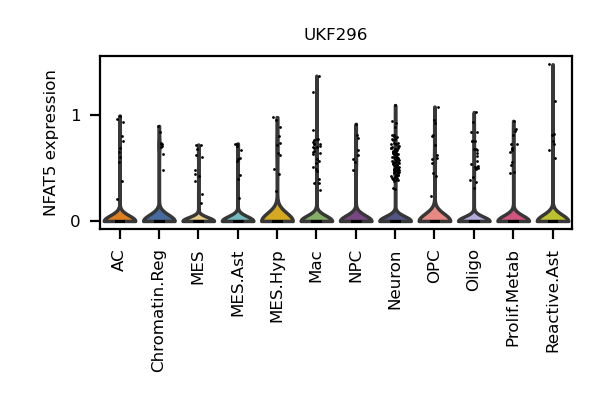 UKF296
NFAT5 expression
1
0
AC
Chromatin.Reg
MES
MES.Ast
MES.Hyp
Mac
NPC
Neuron
OPC
Oligo
Prolif.Metab
Reactive.Ast